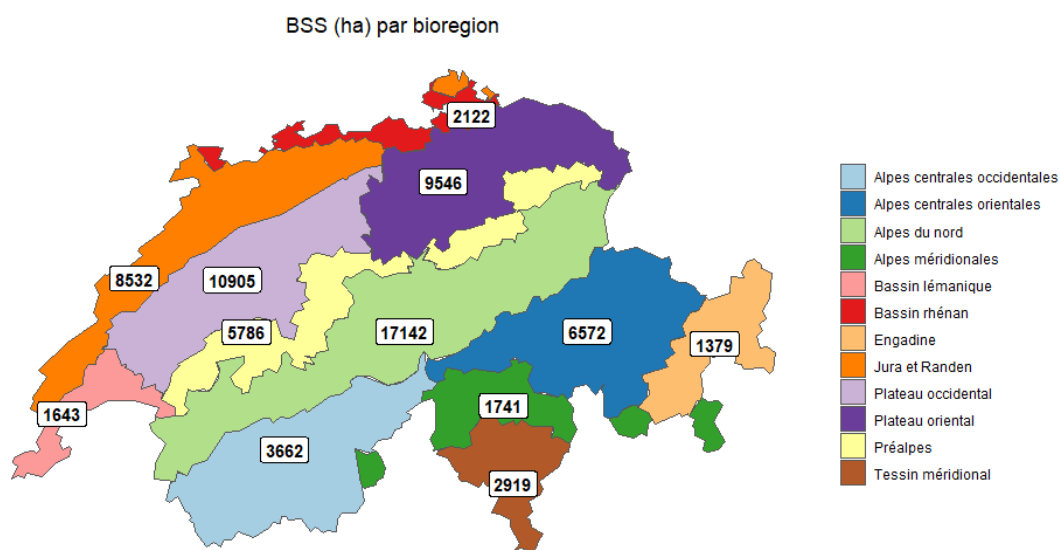 BSS (ha) par bioregion
2122
9546
8532
10905
5786
17142
6572
1379
1643
1741
3662
2919
Alpes centrales occidentales
Alpes centrales orientales
Alpes du nord
Alpes méridionales
Bassin lémanique
Bassin rhénan
Engadine
Jura et Randen
Plateau occidental
Plateau oriental
Préalpes
Tessin méridional